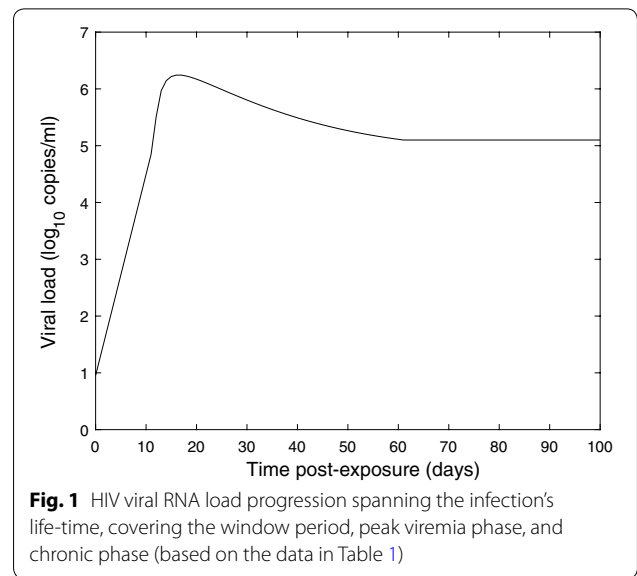 7
6
5
4
3
2
1
0
Viral load (log10 copies/ml)
0 10 20 30 40 50 60 70 80 90 100
Time post-exposure (days)
Fig. 1 HIV viral RNA load progression spanning the infection’s
life-time, covering the window period, peak viremia phase, and
chronic phase (based on the data in Table 1)